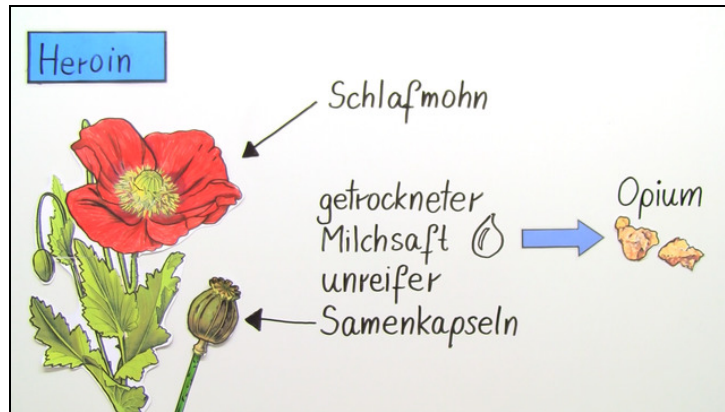 Heroin
Schlafmohn
getrockneter
Milchsaft
unreifer
Samenkapseln
Opium